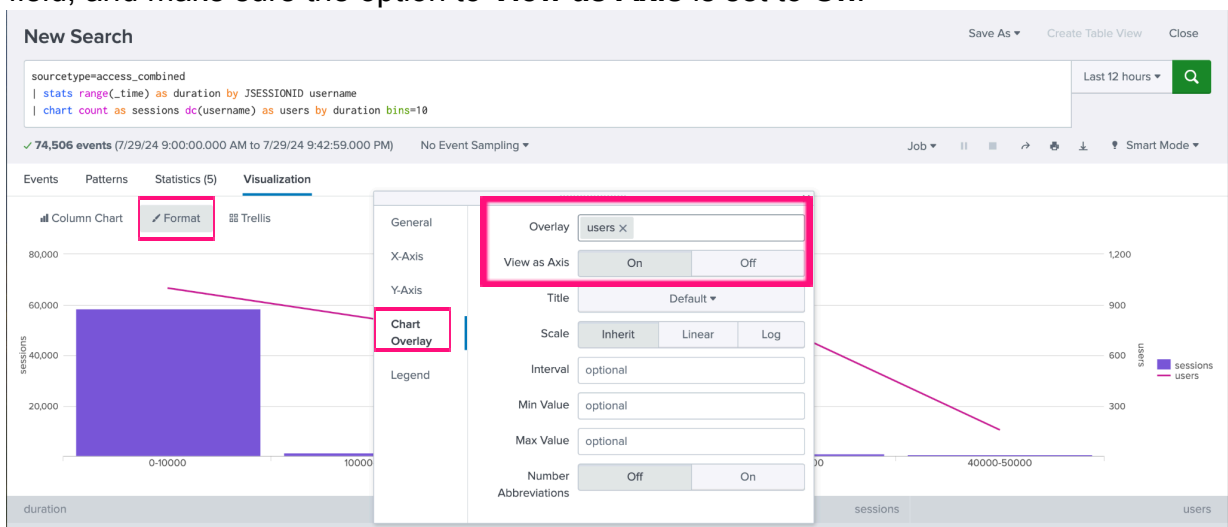 field, and make sure the option to View as Axis is set to On.
New Search
Save As ▾ Create Table View Close
sourcetype=access_combined
| stats range(_time) as duration by JSESSIONID username
| chart count as sessions dc(username) as users by duration bins=10
Last 12 hours ▾
✓ 74,506 events (7/29/24 9:00:00.000 AM to 7/29/24 9:42:59.000 PM) No Event Sampling ▾
Job ▾ Smart Mode ▾
Events Patterns Statistics (5) Visualization
Column Chart Format Trellis
General
X-Axis
Y-Axis
Chart
Overlay
Legend
Overlay users ×
View as Axis On Off
Title Default ▾
Scale Inherit Linear Log
Interval optional
Min Value optional
Max Value optional
Number
Abbreviations
Off On
80,000
60,000
40,000
20,000
sessions
0-10000
10000
00
40000-50000
1,200
900
600
300
users
sessions
users
duration sessions users